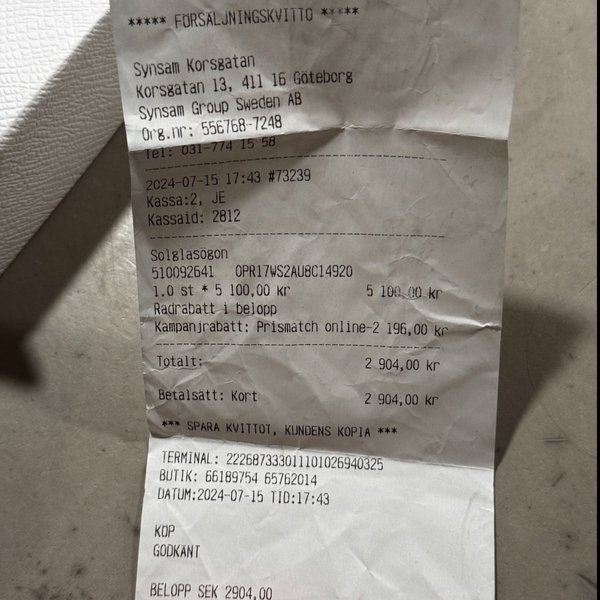 ***** FÖRSÄLJNINGSKVITTO *****
Synsam Korsgatan
Korsgatan 13, 411 16 Göteborg
Synsam Group Sweden AB
Org.nr: 556768-7248
Tel: 031-774 15 58
2024-07-15 17:43 #73239
Kassa:2, JE
Kassaid: 2812
Solglasögon
510092641 OPR17WS2AU8C14920
1.0 st * 5 100,00 kr 5 100,00 kr
Radrabatt i belopp
Kampanjrabatt: Prismatch online-2 196,00 kr
Totalt: 2 904,00 kr
Betalsätt: Kort 2 904,00 kr
*** SPARA KVITTOT, KUNDENS KOPIA ***
TERMINAL: 222687333011101026940325
BUTIK: 66189754 65762014
DATUM:2024-07-15 TID:17:43
KÖP
GODKÄNT
BELOPP SEK 2904,00